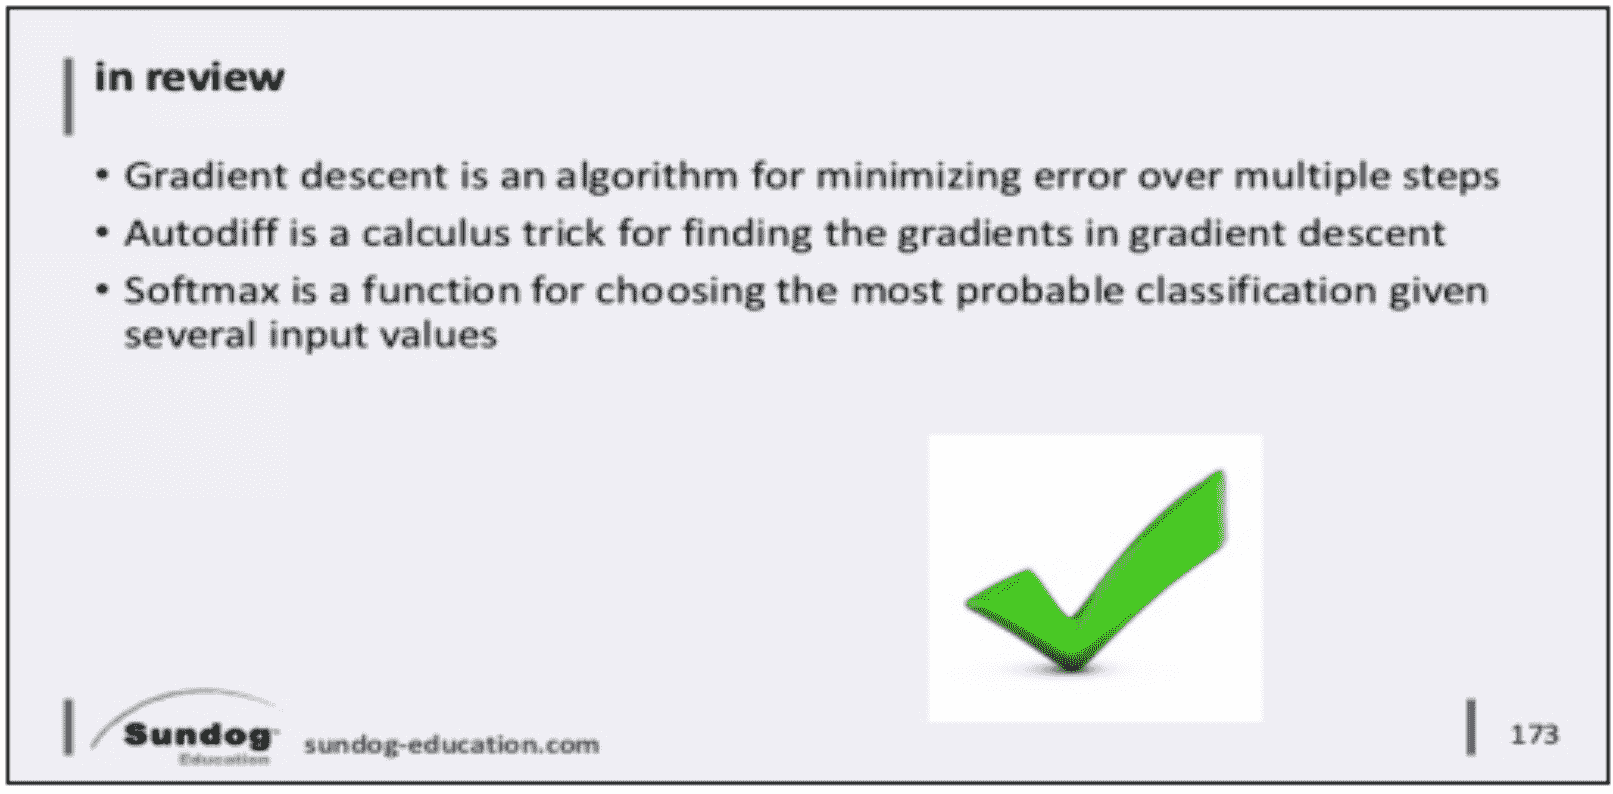 in review
• Gradient descent is an algorithm for minimizing error over multiple steps
• Autodiff is a calculus trick for finding the gradients in gradient descent
• Softmax is a function for choosing the most probable classification given
several input values
Sundog
Education
sundog-education.com
173